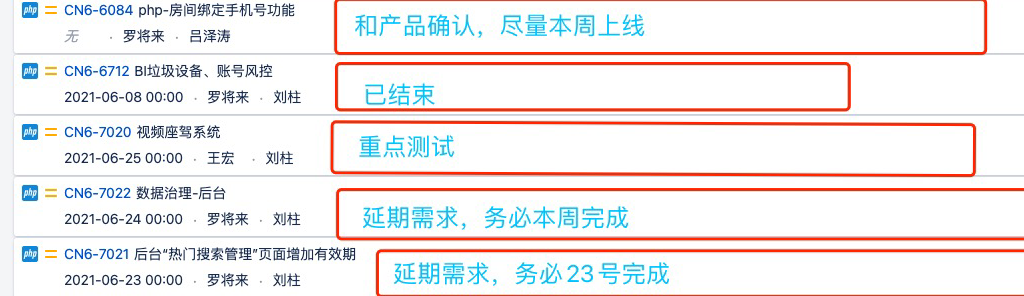 php CN6-6084 php-房间绑定手机号功能
无 · 罗将来 · 吕泽涛
和产品确认，尽量本周上线
php CN6-6712 BI垃圾设备、账号风控
2021-06-08 00:00 · 罗将来 · 刘柱
已结束
php CN6-7020 视频座驾系统
2021-06-25 00:00 · 王宏 · 刘柱
重点测试
php CN6-7022 数据治理-后台
2021-06-24 00:00 · 罗将来 · 刘柱
延期需求，务必本周完成
php CN6-7021 后台“热门搜索管理”页面增加有效期
2021-06-23 00:00 · 罗将来 · 刘柱
延期需求，务必23号完成